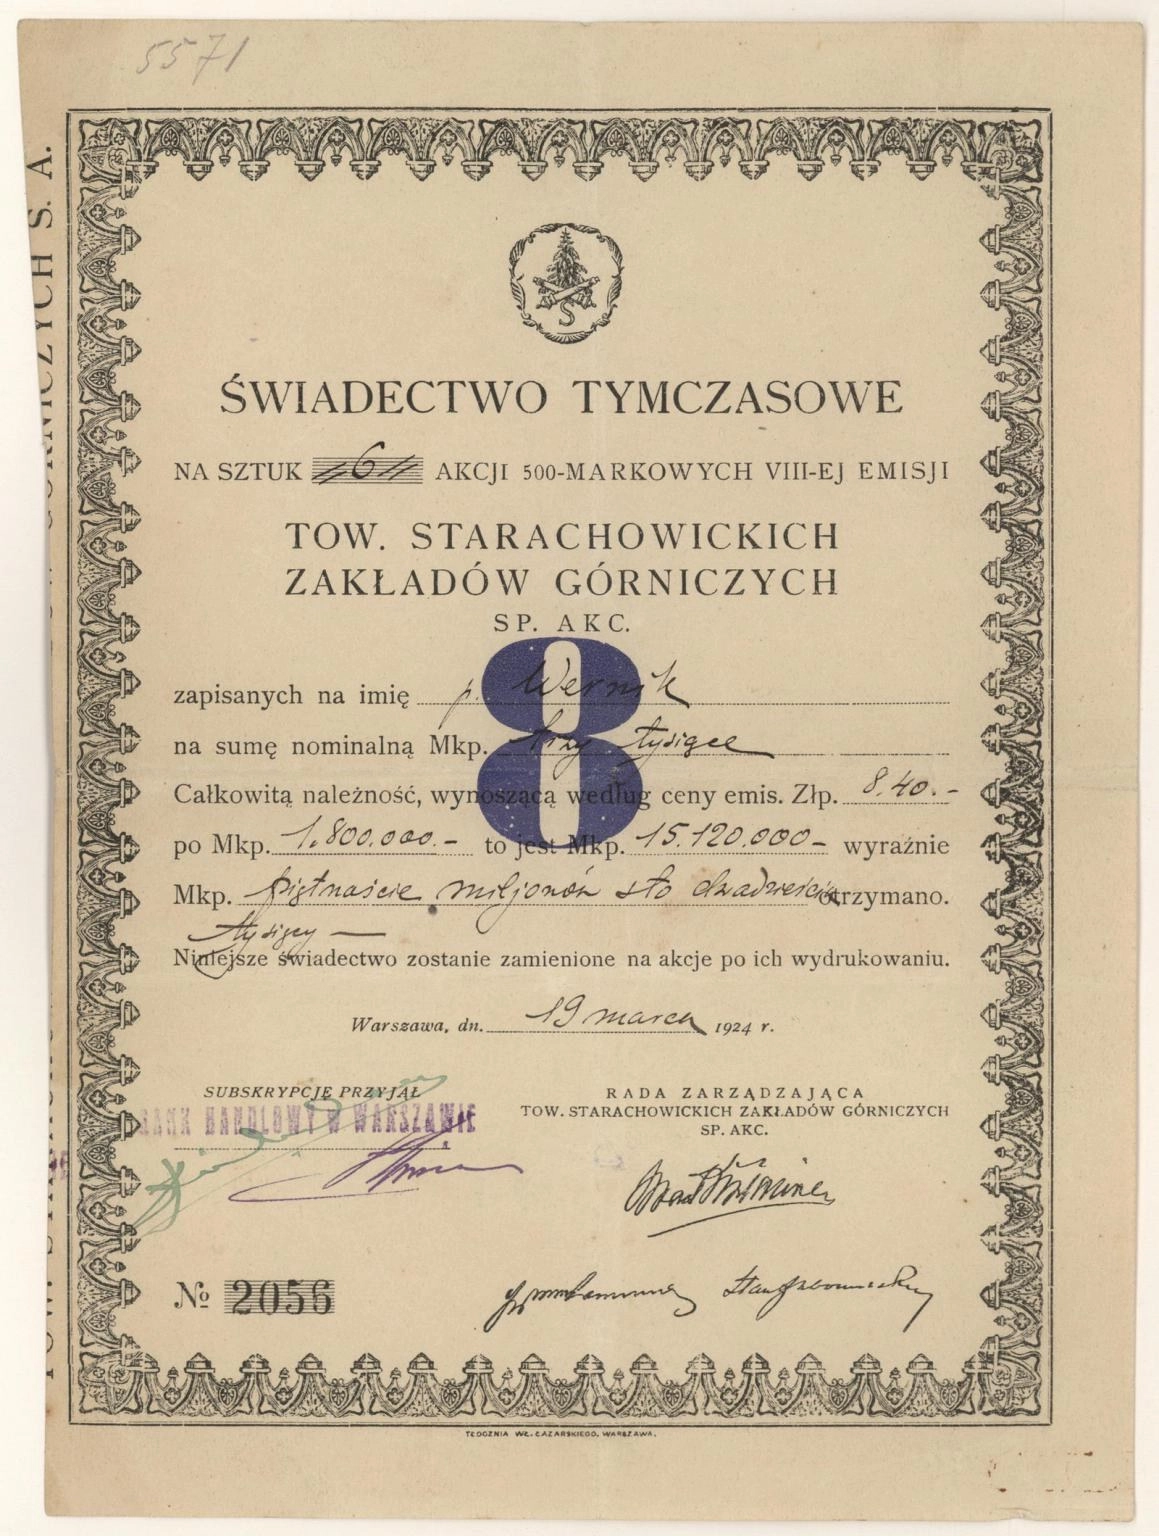 5571
S
ŚWIADECTWO TYMCZASOWE
NA SZTUK 6 AKCJI 500-MARKOWYCH VIII-EJ EMISJI
TOW. STARACHOWICKICH
ZAKŁADÓW GÓRNICZYCH
SP. AKC.
8
zapisanych na imię p. Wernik
na sumę nominalną Mkp. trzy tysiące
Całkowitą należność, wynoszącą według ceny emis. Złp. 8.40.-
po Mkp. 1.800.000.- to jest Mkp. 15.120.000- wyraźnie
Mkp. Piętnaście miljonów sto dwadzieścia otrzymano.
tysięcy —
Niniejsze świadectwo zostanie zamienione na akcje po ich wydrukowaniu.
Warszawa, dn. 19 marca 1924 r.
SUBSKRYPCJĘ PRZYJĄŁ
BANK HANDLOWY W WARSZAWIE
RADA ZARZĄDZAJĄCA
TOW. STARACHOWICKICH ZAKŁADÓW GÓRNICZYCH
SP. AKC.
№ 2056
TŁOCZNIA WŁ. ŁAZARSKIEGO, WARSZAWA.